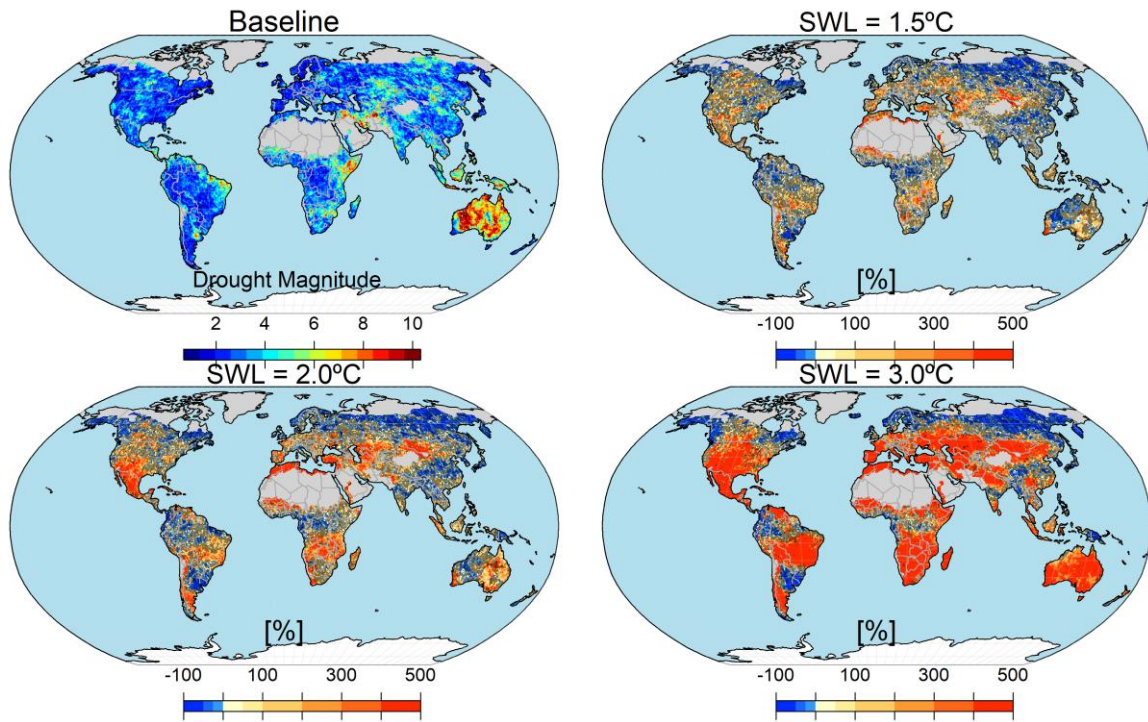 Baseline
Drought Magnitude
2 4 6 8 10
SWL = 1.5ºC
[%]
-100 100 300 500
SWL = 2.0ºC
[%]
-100 100 300 500
SWL = 3.0ºC
[%]
-100 100 300 500